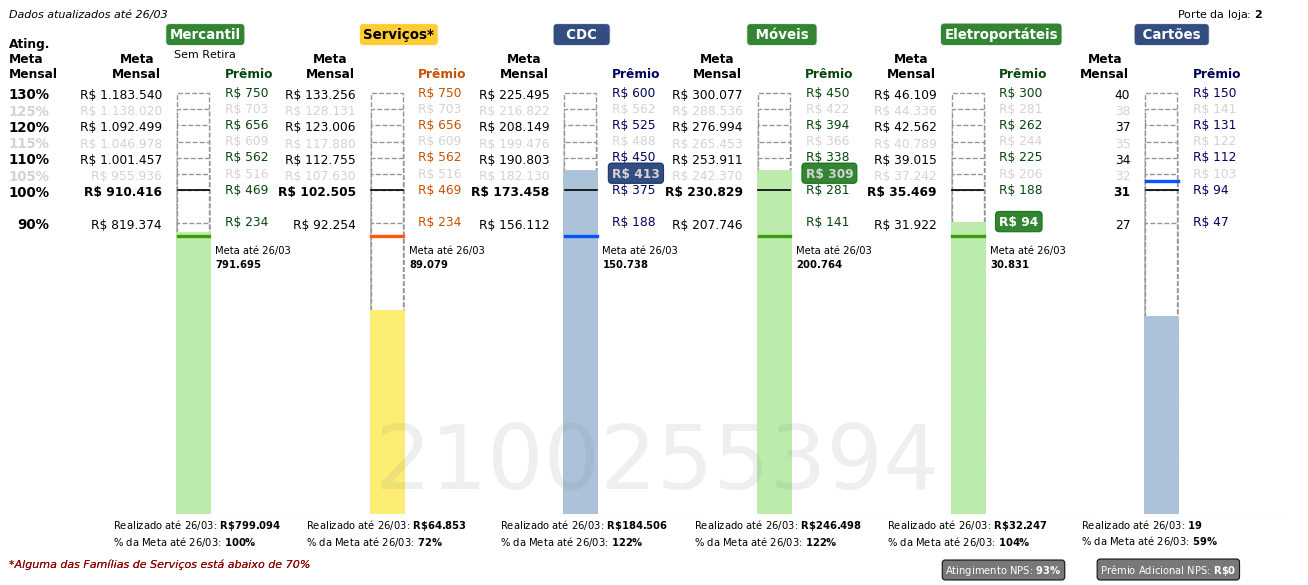 Dados atualizados até 26/03
Porte da loja: 2
Mercantil Serviços* CDC Móveis Eletroportáteis Cartões
Sem Retira
Ating. Meta Mensal Meta Mensal Prêmio Meta Mensal Prêmio Meta Mensal Prêmio Meta Mensal Prêmio Meta Mensal Prêmio Meta Mensal Prêmio
130% R$ 1.183.540 R$ 750 R$ 133.256 R$ 750 R$ 225.495 R$ 600 R$ 300.077 R$ 450 R$ 46.109 R$ 300 40 R$ 150
125% R$ 1.138.020 R$ 703 R$ 128.131 R$ 703 R$ 216.822 R$ 562 R$ 288.536 R$ 422 R$ 44.336 R$ 281 38 R$ 141
120% R$ 1.092.499 R$ 656 R$ 123.006 R$ 656 R$ 208.149 R$ 525 R$ 276.994 R$ 394 R$ 42.562 R$ 262 37 R$ 131
115% R$ 1.046.978 R$ 609 R$ 117.880 R$ 609 R$ 199.476 R$ 488 R$ 265.453 R$ 366 R$ 40.789 R$ 244 35 R$ 122
110% R$ 1.001.457 R$ 562 R$ 112.755 R$ 562 R$ 190.803 R$ 450 R$ 253.911 R$ 338 R$ 39.015 R$ 225 34 R$ 112
105% R$ 955.936 R$ 516 R$ 107.630 R$ 516 R$ 182.130 R$ 413 R$ 242.370 R$ 309 R$ 37.242 R$ 206 32 R$ 103
100% R$ 910.416 R$ 469 R$ 102.505 R$ 469 R$ 173.458 R$ 375 R$ 230.829 R$ 281 R$ 35.469 R$ 188 31 R$ 94
90% R$ 819.374 R$ 234 R$ 92.254 R$ 234 R$ 156.112 R$ 188 R$ 207.746 R$ 141 R$ 31.922 R$ 94 27 R$ 47
Meta até 26/03 Meta até 26/03 Meta até 26/03 Meta até 26/03 Meta até 26/03
791.695 89.079 150.738 200.764 30.831
2100255394
Realizado até 26/03: R$799.094 Realizado até 26/03: R$64.853 Realizado até 26/03: R$184.506 Realizado até 26/03: R$246.498 Realizado até 26/03: R$32.247 Realizado até 26/03: 19
% da Meta até 26/03: 100% % da Meta até 26/03: 72% % da Meta até 26/03: 122% % da Meta até 26/03: 122% % da Meta até 26/03: 104% % da Meta até 26/03: 59%
*Alguma das Famílias de Serviços está abaixo de 70%
Atingimento NPS: 93% Prêmio Adicional NPS: R$0